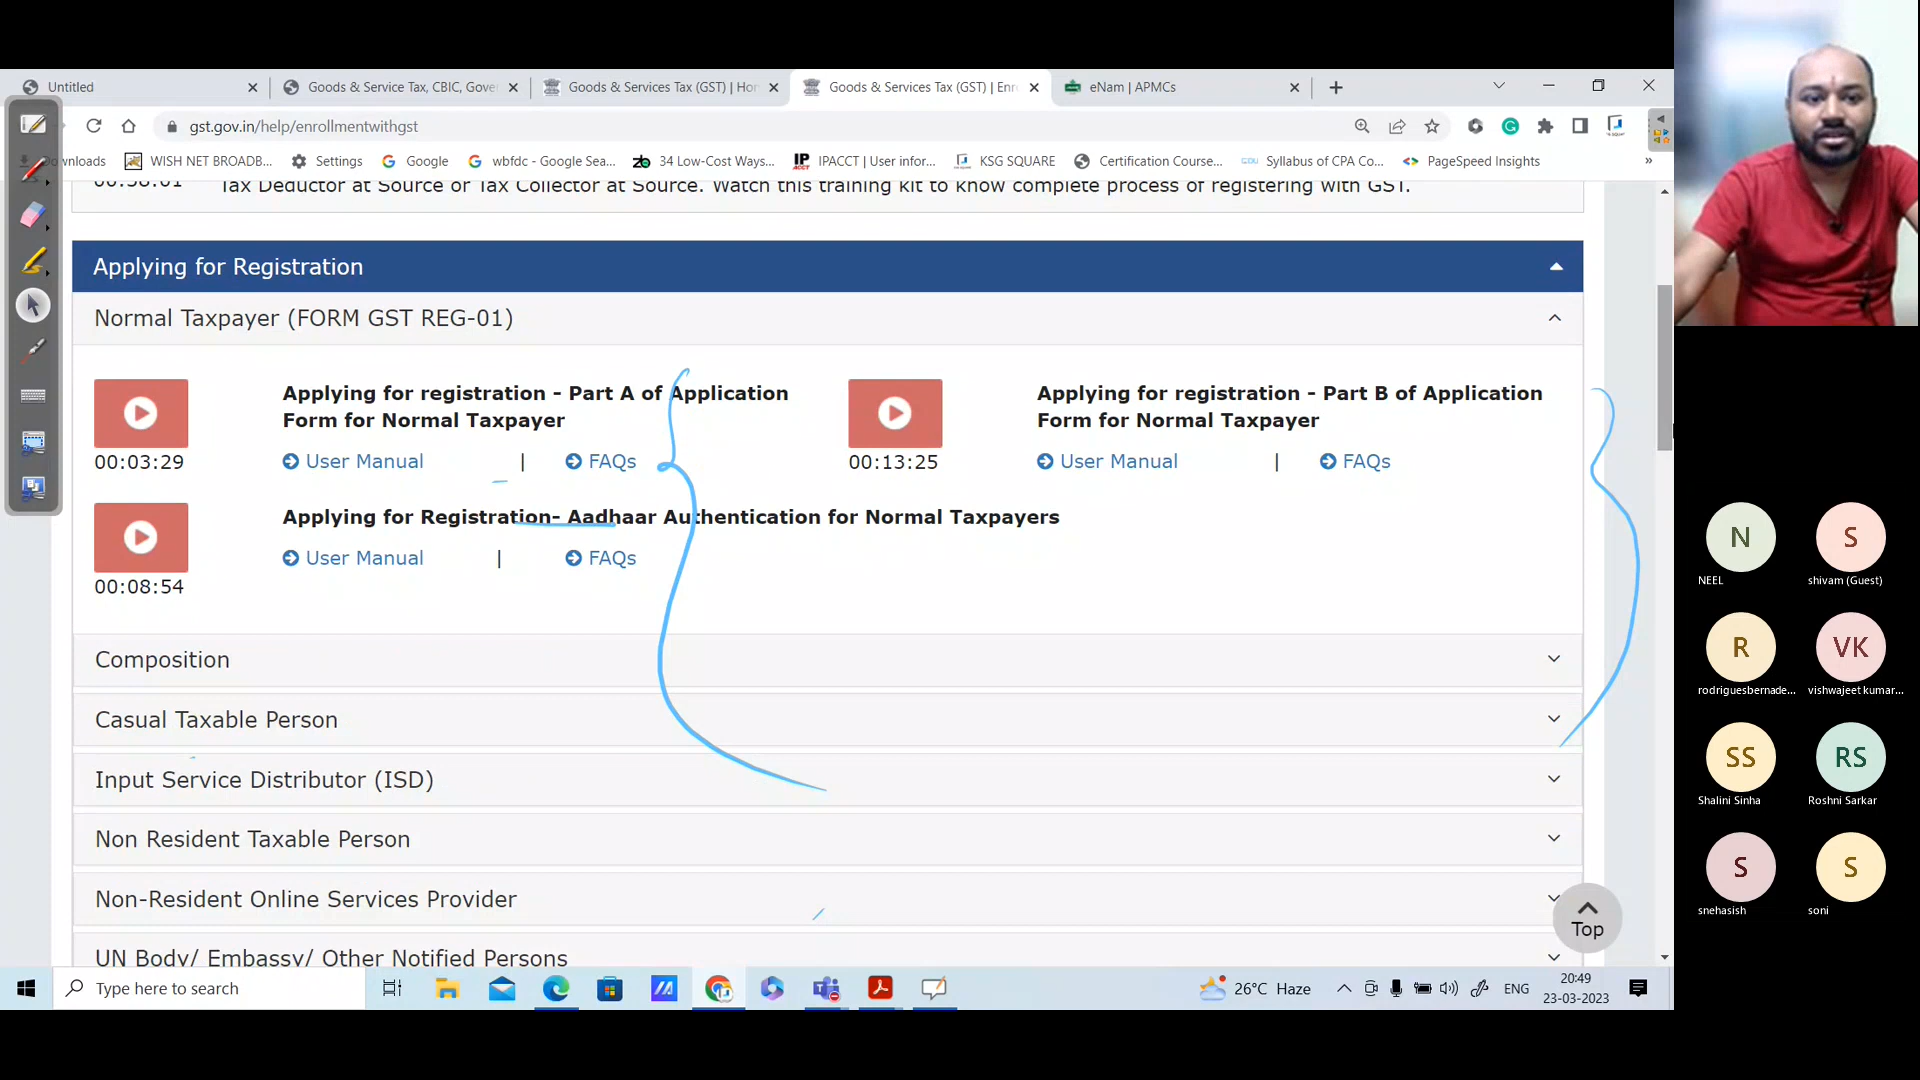 Untitled
Goods & Service Tax, CBIC, Gove
Goods & Services Tax (GST) | Hor
Goods & Services Tax (GST) | Enr
eNam | APMCs
gst.gov.in/help/enrollmentwithgst
ownloads
WISH NET BROADB...
Settings
Google
wbfdc - Google Sea...
34 Low-Cost Ways...
IPACCT | User infor...
KSG SQUARE
Certification Course...
Syllabus of CPA Co...
PageSpeed Insights
»
00:58:01 Tax Deductor at Source or Tax Collector at Source. Watch this training kit to know complete process of registering with GST.
Applying for Registration
Normal Taxpayer (FORM GST REG-01)
Applying for registration - Part A of Application
Form for Normal Taxpayer
User Manual | FAQs
00:03:29
Applying for registration - Part B of Application
Form for Normal Taxpayer
User Manual | FAQs
00:13:25
Applying for Registration- Aadhaar Authentication for Normal Taxpayers
User Manual | FAQs
00:08:54
Composition
Casual Taxable Person
Input Service Distributor (ISD)
Non Resident Taxable Person
Non-Resident Online Services Provider
UN Body/ Embassy/ Other Notified Persons
Top
Type here to search
26°C Haze
ENG
20:49
23-03-2023
N
NEEL
S
shivam (Guest)
R
rodriguesbernade...
VK
vishwajeet kumar...
SS
Shalini Sinha
RS
Roshni Sarkar
S
snehasish
S
soni